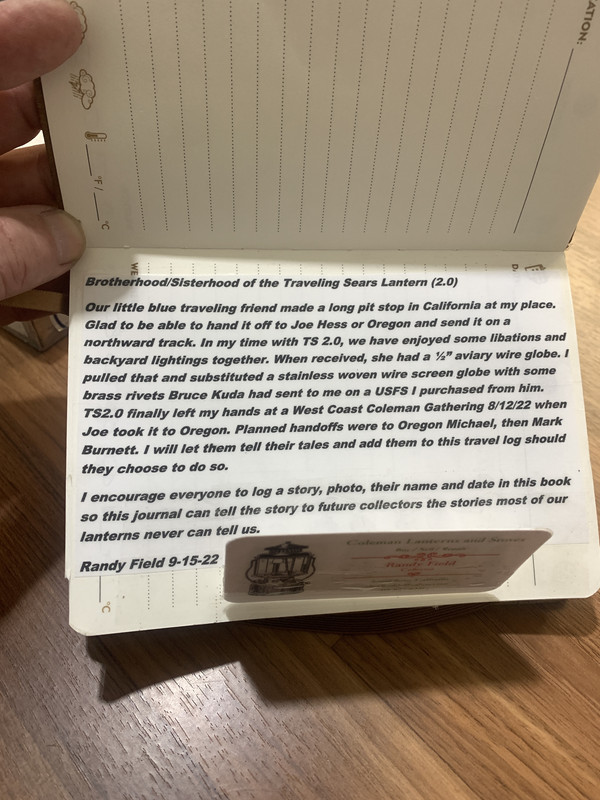 ATION:
°F/
°C
WE
D
Brotherhood/Sisterhood of the Traveling Sears Lantern (2.0)
Our little blue traveling friend made a long pit stop in California at my place.
Glad to be able to hand it off to Joe Hess or Oregon and send it on a
northward track. In my time with TS 2.0, we have enjoyed some libations and
backyard lightings together. When received, she had a ½" aviary wire globe. I
pulled that and substituted a stainless woven wire screen globe with some
brass rivets Bruce Kuda had sent to me on a USFS I purchased from him.
TS2.0 finally left my hands at a West Coast Coleman Gathering 8/12/22 when
Joe took it to Oregon. Planned handoffs were to Oregon Michael, then Mark
Burnett. I will let them tell their tales and add them to this travel log should
they choose to do so.
I encourage everyone to log a story, photo, their name and date in this book
so this journal can tell the story to future collectors the stories most of our
lanterns never can tell us.
Randy Field 9-15-22
Coleman Lanterns and Stoves
Randy Field
°C